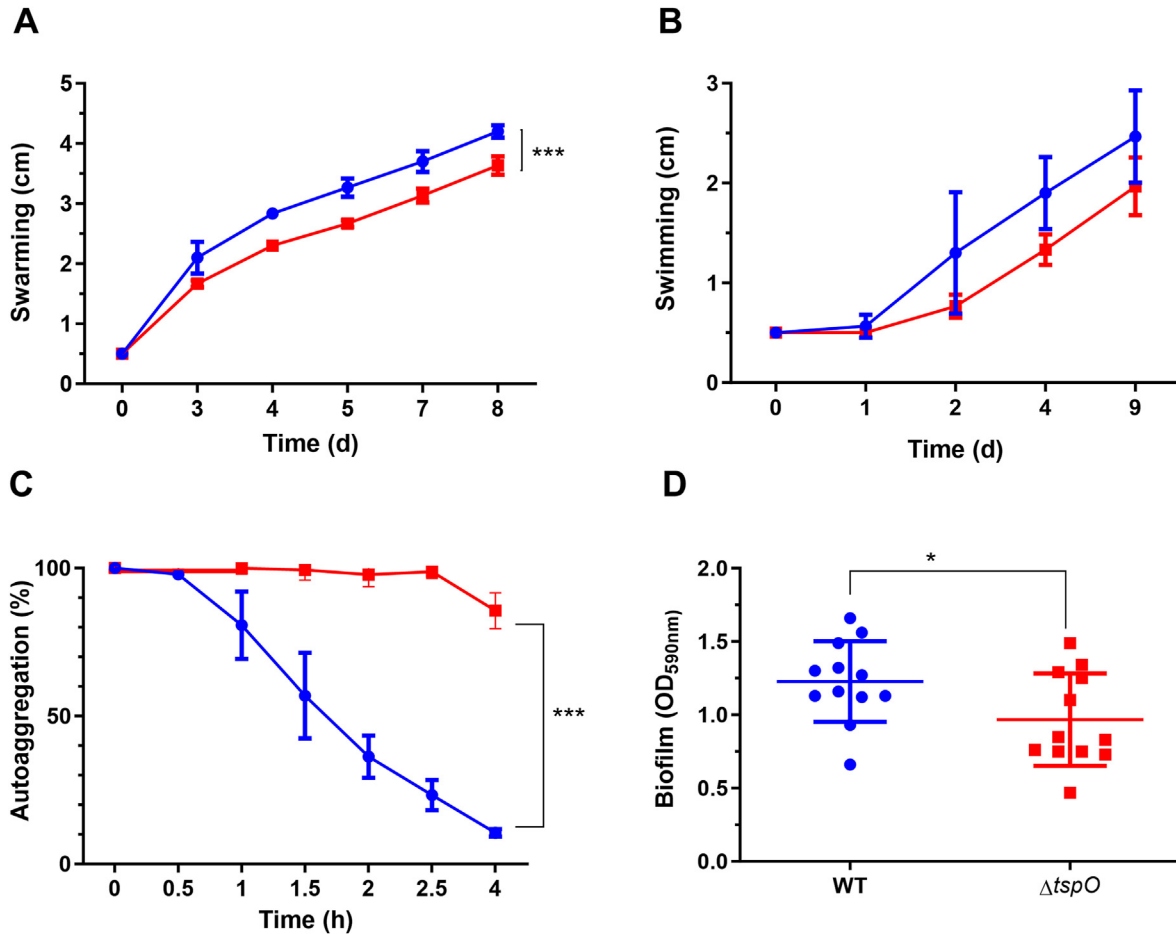 A
Swarming (cm)
5
4
3
2
1
0
0 3 4 5 7 8
Time (d)
***
B
Swimming (cm)
3
2
1
0
0 1 2 4 9
Time (d)
C
Autoaggregation (%)
100
50
0
0 0.5 1 1.5 2 2.5 4
Time (h)
***
D
Biofilm (OD590nm)
2.0
1.5
1.0
0.5
0.0
*
WT ΔtspO